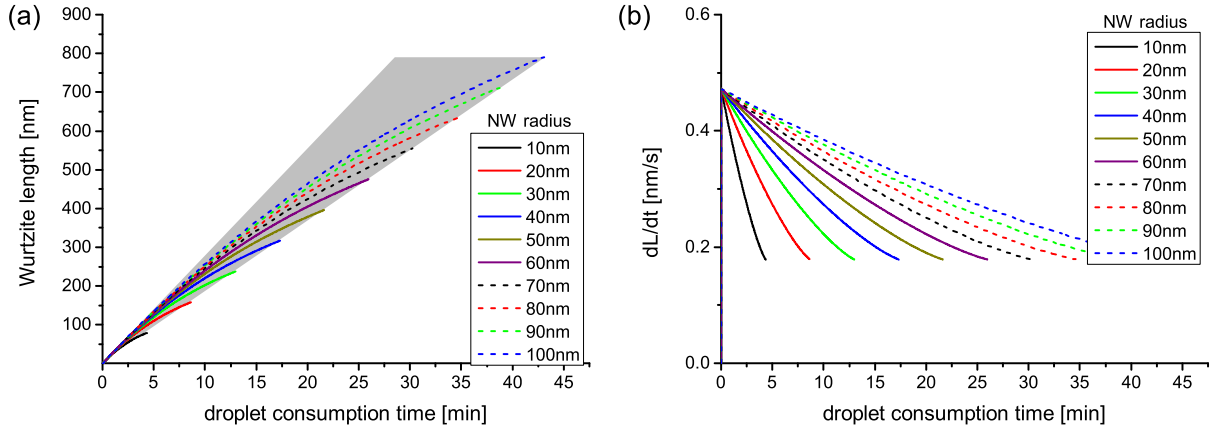 (a)
900
800
700
600
500
400
300
200
100
Wurtzite length [nm]
0 5 10 15 20 25 30 35 40 45
droplet consumption time [min]
NW radius
10nm
20nm
30nm
40nm
50nm
60nm
70nm
80nm
90nm
100nm
(b)
0.6
0.4
0.2
0.0
dL/dt [nm/s]
0 5 10 15 20 25 30 35 40 45
droplet consumption time [min]
NW radius
10nm
20nm
30nm
40nm
50nm
60nm
70nm
80nm
90nm
100nm